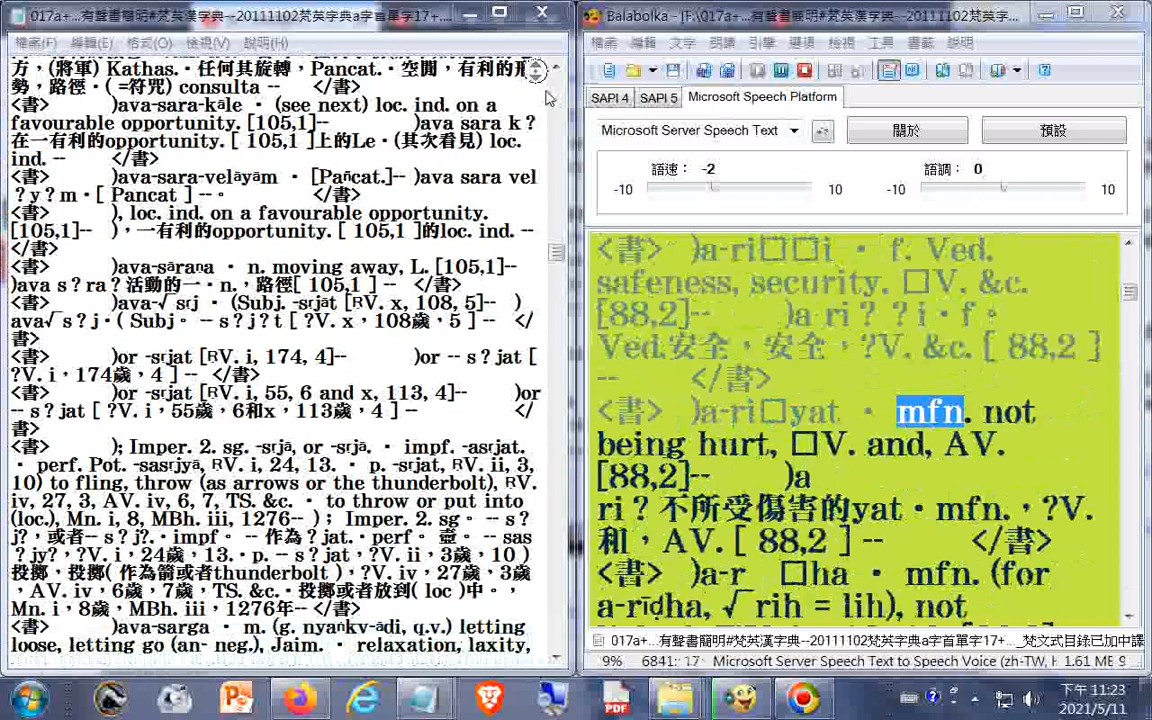 017a+...有聲書簡明#梵英漢字典--20111102梵英字典a字首單字17+...
檔案(F) 編輯(E) 格式(O) 檢視(V) 說明(H)
方，(將軍) Kathas.‧任何其旋轉，Pancat.‧空閒，有利的形
勢，路徑‧( =符咒) consulta -- </書>
<書> )ava-sara-kāle ‧ (see next) loc. ind. on a
favourable opportunity. [105,1]-- )ava sara k?
在一有利的opportunity. [ 105,1 ]上的Le‧(其次看見) loc.
ind. -- </書>
<書> )ava-sara-velāyām ‧ [Pañcat.]-- )ava sara vel
?y?m‧[ Pancat ] --。 </書>
<書> ), loc. ind. on a favourable opportunity.
[105,1]-- )，一有利的opportunity. [ 105,1 ]的loc. ind. --
</書>
<書> )ava-sāraṇa ‧ n. moving away, L. [105,1]--
)ava s?ra?活動的一‧n.，路徑[ 105,1 ] -- </書>
<書> )ava-√sṛj ‧ (Subj. -sṛjāt [ṚV. x, 108, 5]-- )
ava√s?j‧( Subj。 -- s?j?t [ ?V. x，108歲，5 ] -- </
書>
<書> )or -sṛjat [ṚV. i, 174, 4]-- )or -- s?jat [
?V. i，174歲，4 ] -- </書>
<書> )or -sṛjat [ṚV. i, 55, 6 and x, 113, 4]-- )or
-- s?jat [ ?V. i，55歲，6和x，113歲，4 ] -- </
書>
<書> ); Imper. 2. sg. -sṛjā, or -sṛjā. ‧ impf. -asṛjat.
‧ perf. Pot. -sasṛjyā, ṚV. i, 24, 13. ‧ p. -sṛjat, ṚV. ii, 3,
10) to fling, throw (as arrows or the thunderbolt), ṚV.
iv, 27, 3, AV. iv, 6, 7, TS. &c. ‧ to throw or put into
(loc.), Mn. i, 8, MBh. iii, 1276-- )；Imper. 2. sg。 -- s?
j?，或者-- s?j?.‧impf。 -- 作為?jat.‧perf。壺。 -- sas
?jy?，?V. i，24歲，13.‧p. -- s?jat，?V. ii，3歲，10 )
投擲，投擲( 作為箭或者thunderbolt )，?V. iv，27歲，3歲
，AV. iv，6歲，7歲，TS. &c.‧投擲或者放到( loc )中。，
Mn. i，8歲，MBh. iii，1276年-- </書>
<書> )ava-sarga ‧ m. (g. nyaṅkv-ādi, q.v.) letting
loose, letting go (an- neg.), Jaim. ‧ relaxation, laxity,
Balabolka - [F:\017a+...有聲書簡明#梵英漢字典--20111102梵英字...
檔案 編輯 文字 朗讀 引擎 選項 檢視 工具 書籤 說明
SAPI 4 SAPI 5 Microsoft Speech Platform
Microsoft Server Speech Text 關於 預設
語速： -2 語調： 0
-10 10 -10 10
<書> )a-ri□□i ‧ f. Ved.
safeness, security. □V. &c.
[88,2]-- )a ri??i‧f。
Ved.安全，安全，?V. &c. [ 88,2 ]
-- </書>
<書> )a-ri□yat ‧ mfn. not
being hurt, □V. and, AV.
[88,2]-- )a
ri?不所受傷害的yat‧mfn.，?V.
和，AV. [ 88,2 ] -- </書>
<書> )a-r □ha ‧ mfn. (for
a-rīḍha, √rih = lih), not
017a+...有聲書簡明#梵英漢字典--20111102梵英字典a字首單字17+..._梵文式目錄已加中譯
9% 6841: 17 Microsoft Server Speech Text to Speech Voice (zh-TW, H 1.61 MB
PDF
下午 11:23
2021/5/11